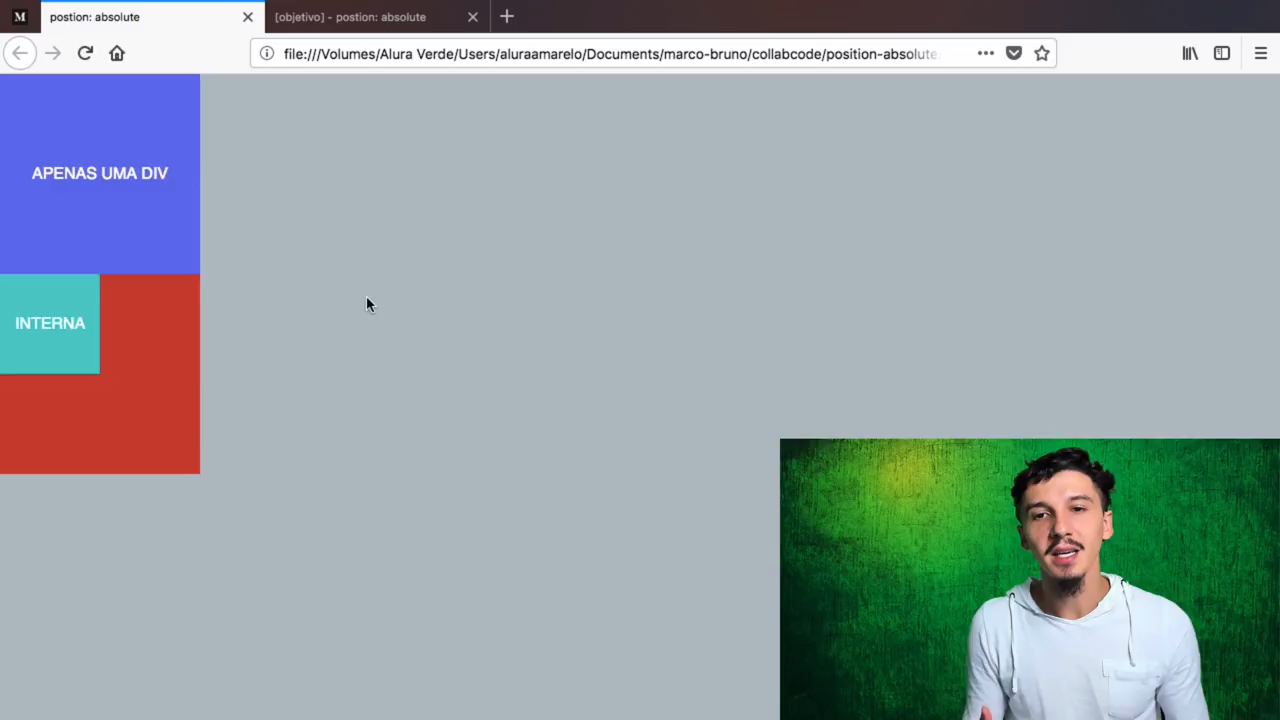 M
postion: absolute
[objetivo] - postion: absolute
file:///Volumes/Alura Verde/Users/aluraamarelo/Documents/marco-bruno/collabcode/position-absolute.
APENAS UMA DIV
INTERNA